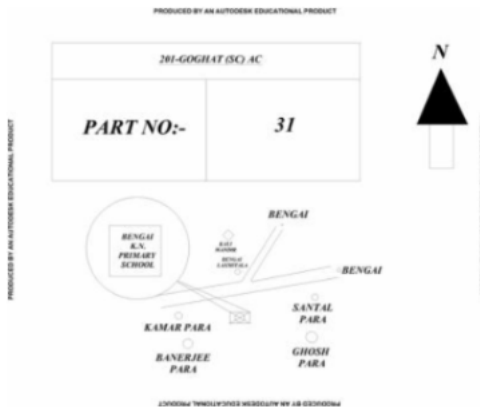 PRODUCED BY AN AUTODESK EDUCATIONAL PRODUCT
201-GOGHAT (SC) AC
N
PART NO:-
31
PRODUCED BY AN AUTODESK EDUCATIONAL PRODUCT
BENGAI
BENGAI
K.N.
PRIMARY
SCHOOL
MANDIR
BENGAI
BENGAI
SANTAL
PARA
KAMAR PARA
BANERJEE
PARA
GHOSH
PARA
PRODUCED BY AN AUTODESK EDUCATIONAL PRODUCT